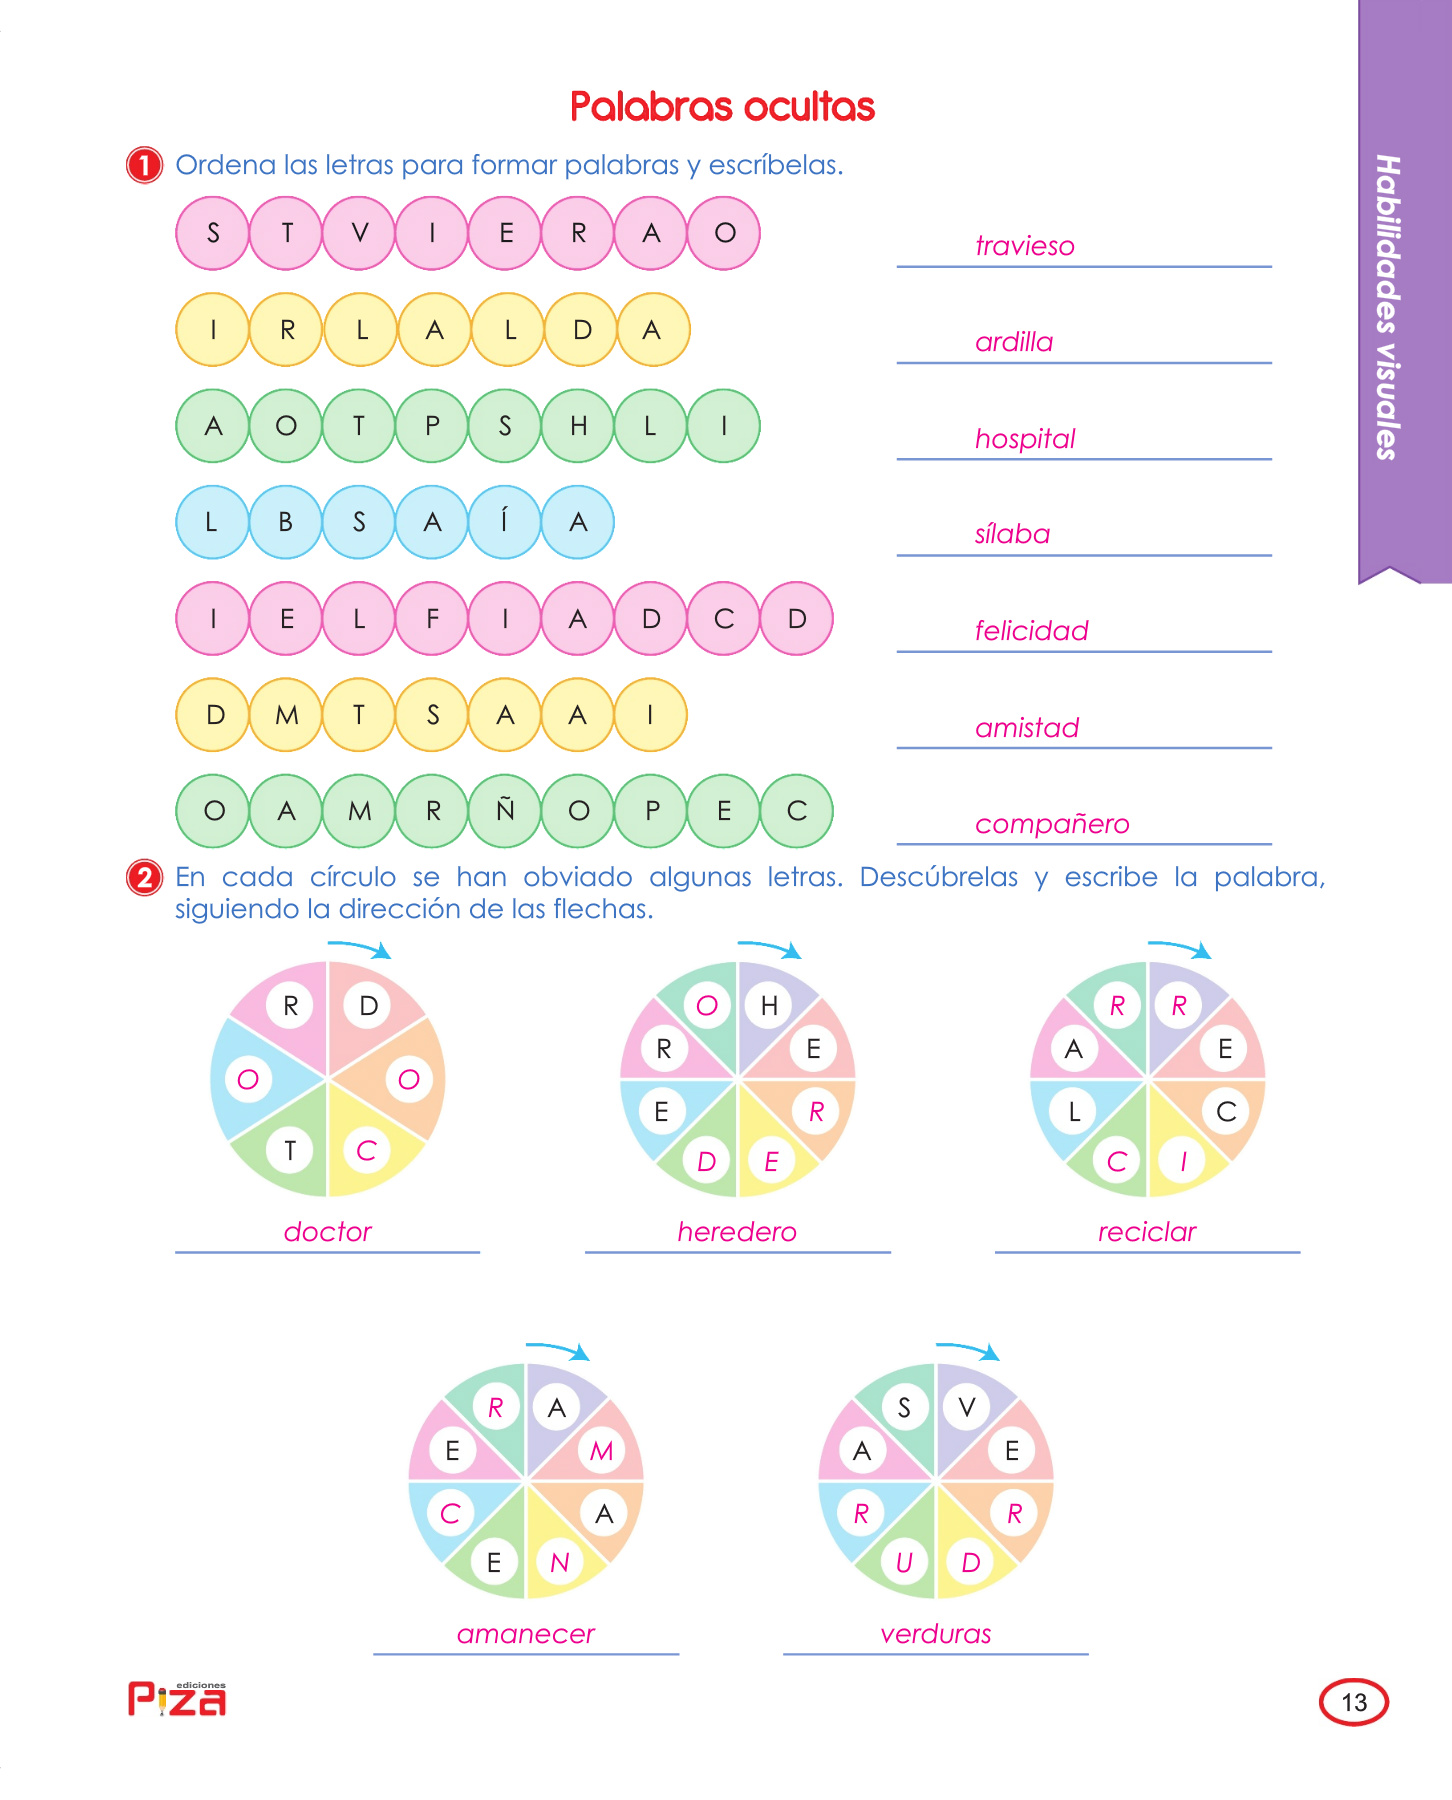 Palabras ocultas
Habilidades visuales
1 Ordena las letras para formar palabras y escríbelas.
S T V I E R A O travieso
I R L A L D A ardilla
A O T P S H L I hospital
L B S A Í A sílaba
I E L F I A D C D felicidad
D M T S A A I amistad
O A M R Ñ O P E C compañero
2 En cada círculo se han obviado algunas letras. Descúbrelas y escribe la palabra,
siguiendo la dirección de las flechas.
D O C T O R
doctor
H E R E D E R O
heredero
R E C I C L A R
reciclar
A M A N E C E R
amanecer
V E R D U R A S
verduras
ediciones
Piza
13